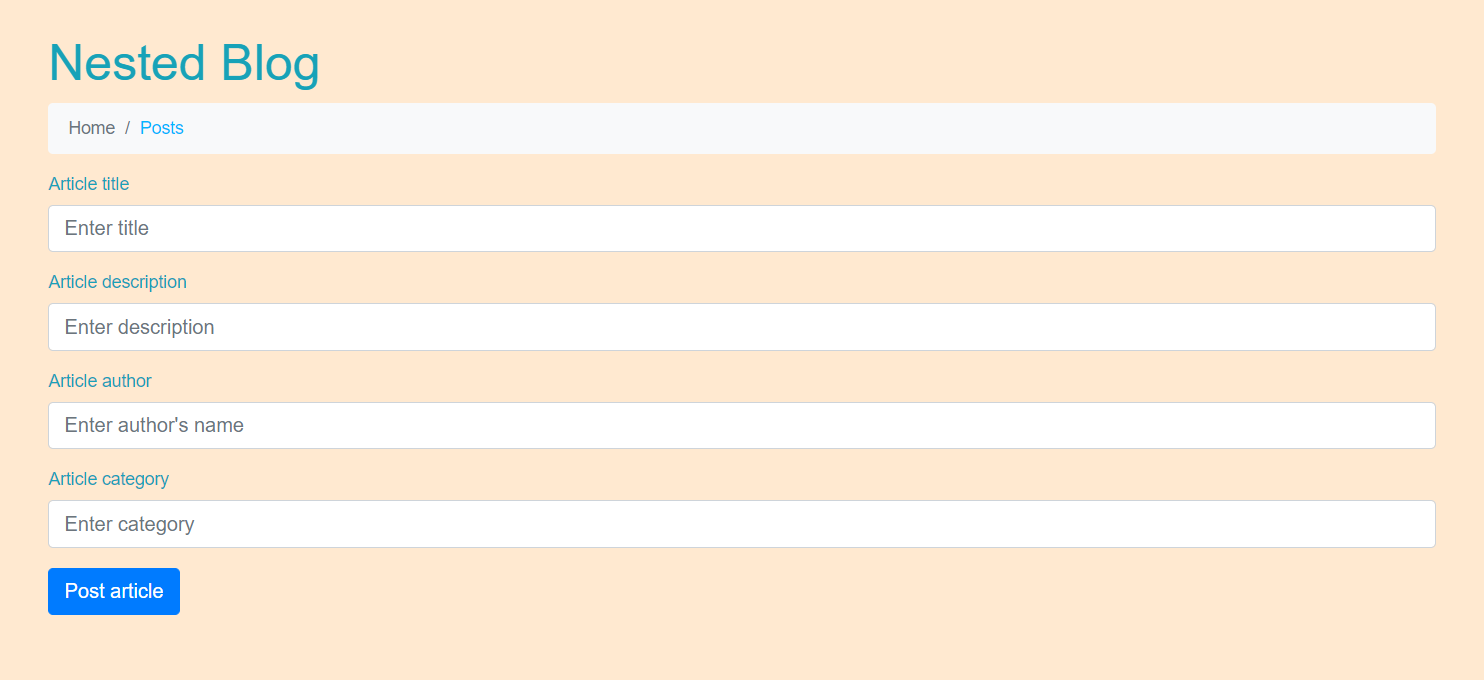 Nested Blog
Home / Posts
Article title
Enter title
Article description
Enter description
Article author
Enter author's name
Article category
Enter category
Post article